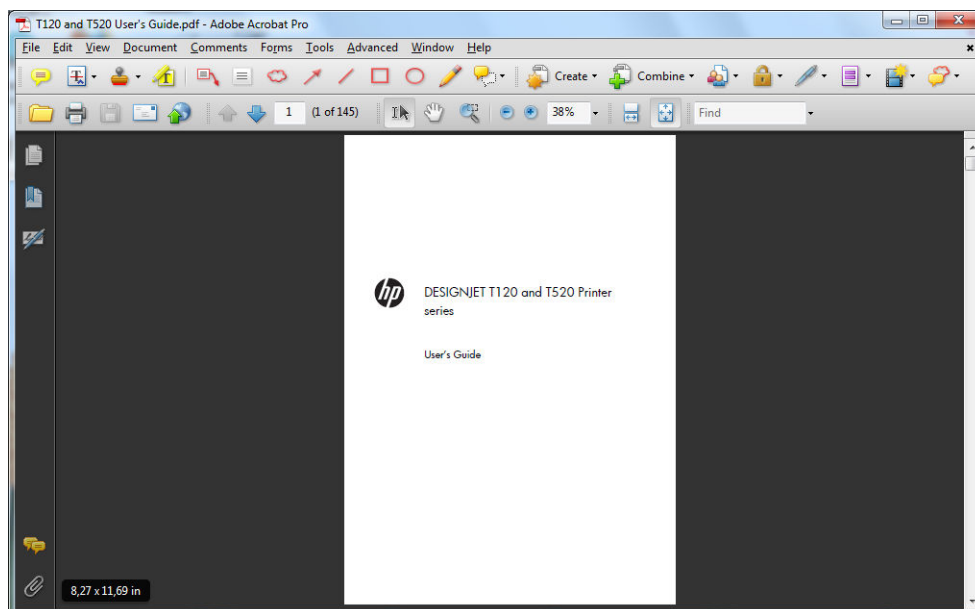 T120 and T520 User's Guide.pdf - Adobe Acrobat Pro
File Edit View Document Comments Forms Tools Advanced Window Help
Create Combine
1 (1 of 145) 38% Find
hp
DESIGNJET T120 and T520 Printer
series
User's Guide
8,27 x 11,69 in